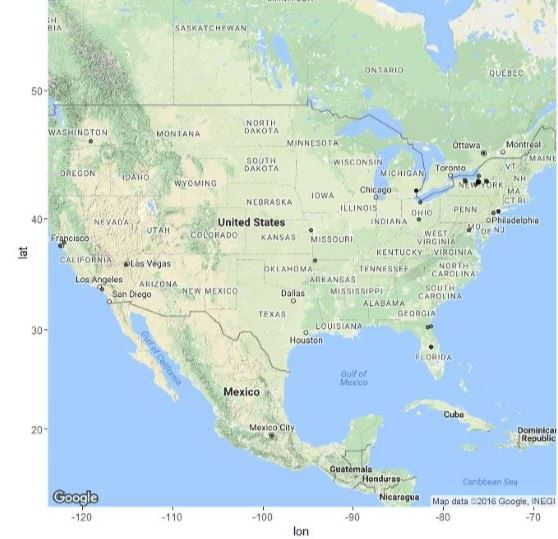 SASKATCHEWAN
ONTARIO
QUEBEC
50
WASHINGTON
NORTH
DAKOTA
MONTANA
MINNESOTA
Ottawa
Montreal
MAINE
OREGON
IDAHO
SOUTH
DAKOTA
WISCONSIN
MICHIGAN
Toronto
VT
NH
WYOMING
IOWA
Chicago
NEW YORK
MA
CT RI
NEBRASKA
ILLINOIS
INDIANA
OHIO
PENN
40
NEVADA
UTAH
COLORADO
United States
KANSAS
MISSOURI
WEST
VIRGINIA
Philadelphia
DE NJ
Francisco
CALIFORNIA
Las Vegas
KENTUCKY
VIRGINIA
lat
OKLAHOMA
TENNESSEE
NORTH
CAROLINA
Los Angeles
ARIZONA
NEW MEXICO
ARKANSAS
SOUTH
CAROLINA
San Diego
Dallas
MISSISSIPPI
ALABAMA
TEXAS
GEORGIA
30
LOUISIANA
Houston
FLORIDA
Gulf of California
Gulf of
Mexico
Mexico
Cuba
20
Mexico City
Dominican
Republic
Guatemala
Honduras
Caribbean Sea
Nicaragua
Google
Map data ©2016 Google, INEGI
-120
-110
-100
-90
-80
-70
lon